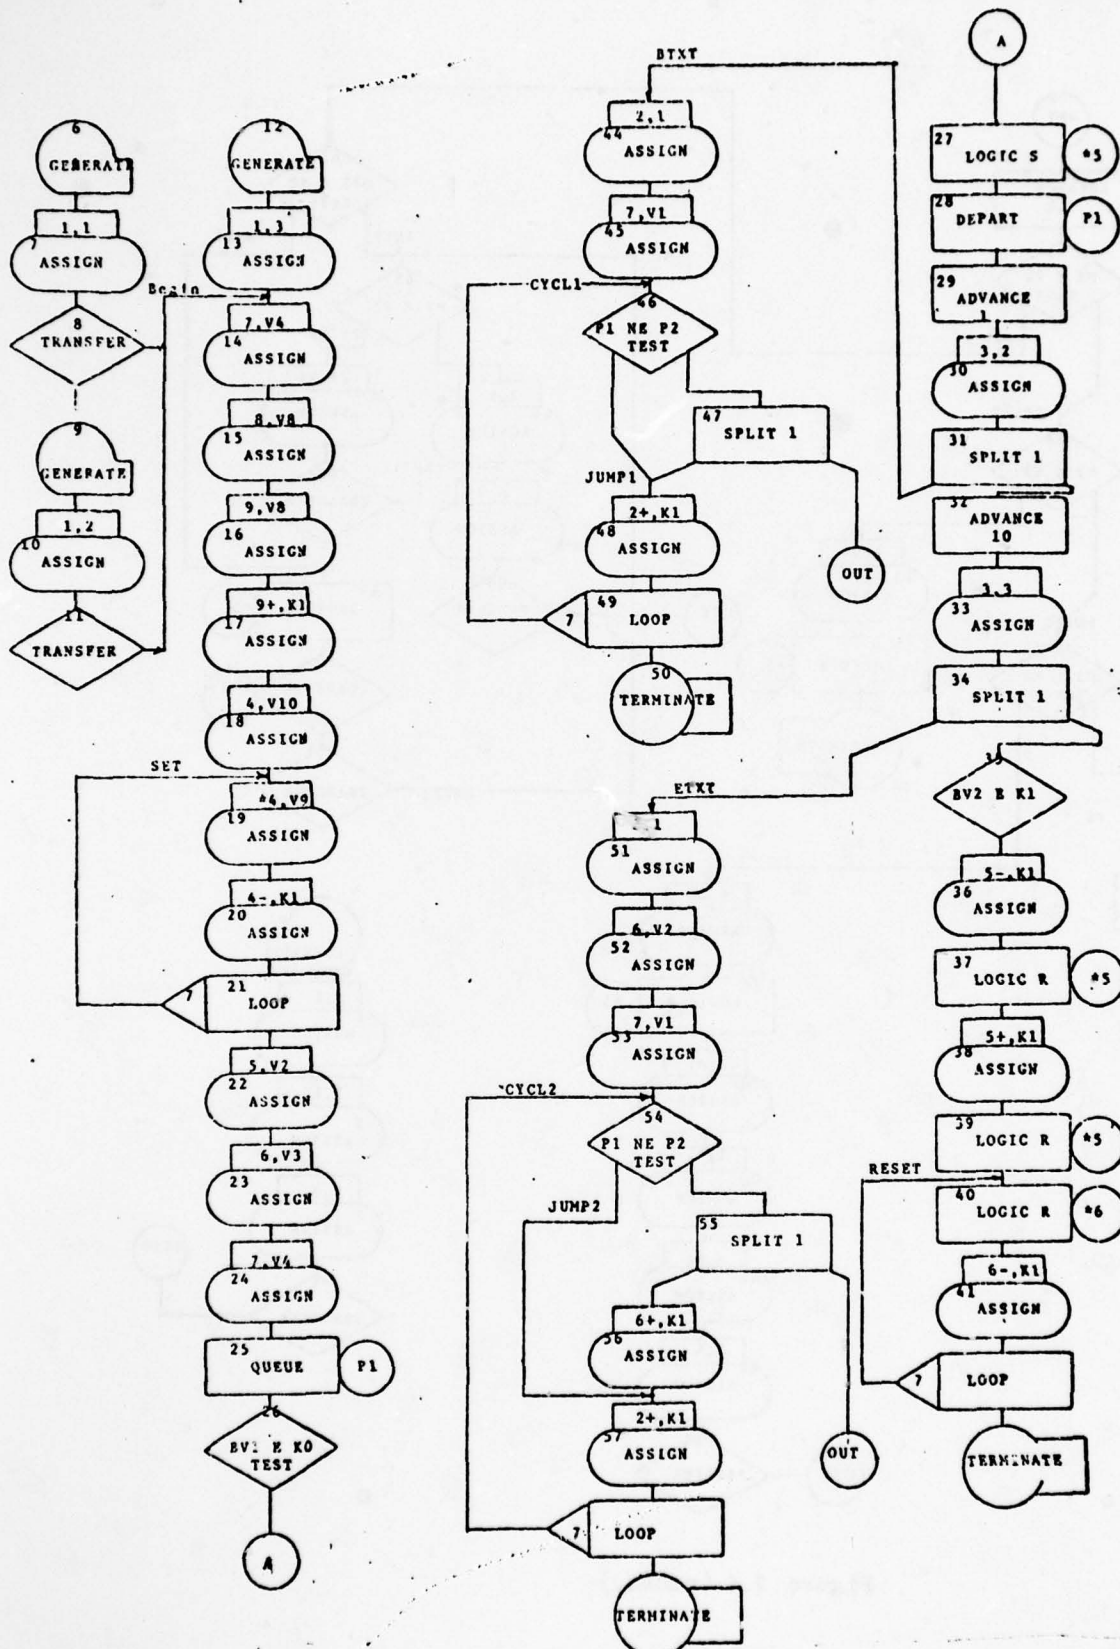 6
GENERATE
1,1
7
ASSIGN
8
TRANSFER
9
GENERATE
1,2
10
ASSIGN
11
TRANSFER
12
GENERATE
1,3
13
ASSIGN
Begin
7,V4
14
ASSIGN
8,V8
15
ASSIGN
9,V8
16
ASSIGN
9+,K1
17
ASSIGN
4,V10
18
ASSIGN
SET
*4,V9
19
ASSIGN
4-,K1
20
ASSIGN
7
21
LOOP
5,V2
22
ASSIGN
6,V3
23
ASSIGN
7,V4
24
ASSIGN
25
QUEUE
P1
26
BV1 E K0
TEST
A
BTXT
2,1
44
ASSIGN
7,V1
45
ASSIGN
CYCL1
46
P1 NE P2
TEST
47
SPLIT 1
JUMP1
2+,K1
48
ASSIGN
OUT
7
49
LOOP
50
TERMINATE
ETXT
1
51
ASSIGN
6,V2
52
ASSIGN
7,V1
53
ASSIGN
CYCL2
54
P1 NE P2
TEST
JUMP2
55
SPLIT 1
6+,K1
56
ASSIGN
2+,K1
57
ASSIGN
OUT
7
LOOP
TERMINATE
A
27
LOGIC S
*5
28
DEPART
P1
29
ADVANCE
1
3,2
30
ASSIGN
31
SPLIT 1
32
ADVANCE
10
3,3
33
ASSIGN
34
SPLIT 1
35
BV2 E K1
5-,K1
36
ASSIGN
37
LOGIC R
*5
5+,K1
38
ASSIGN
39
LOGIC R
*5
RESET
40
LOGIC R
*6
6-,K1
41
ASSIGN
7
LOOP
TERMINATE